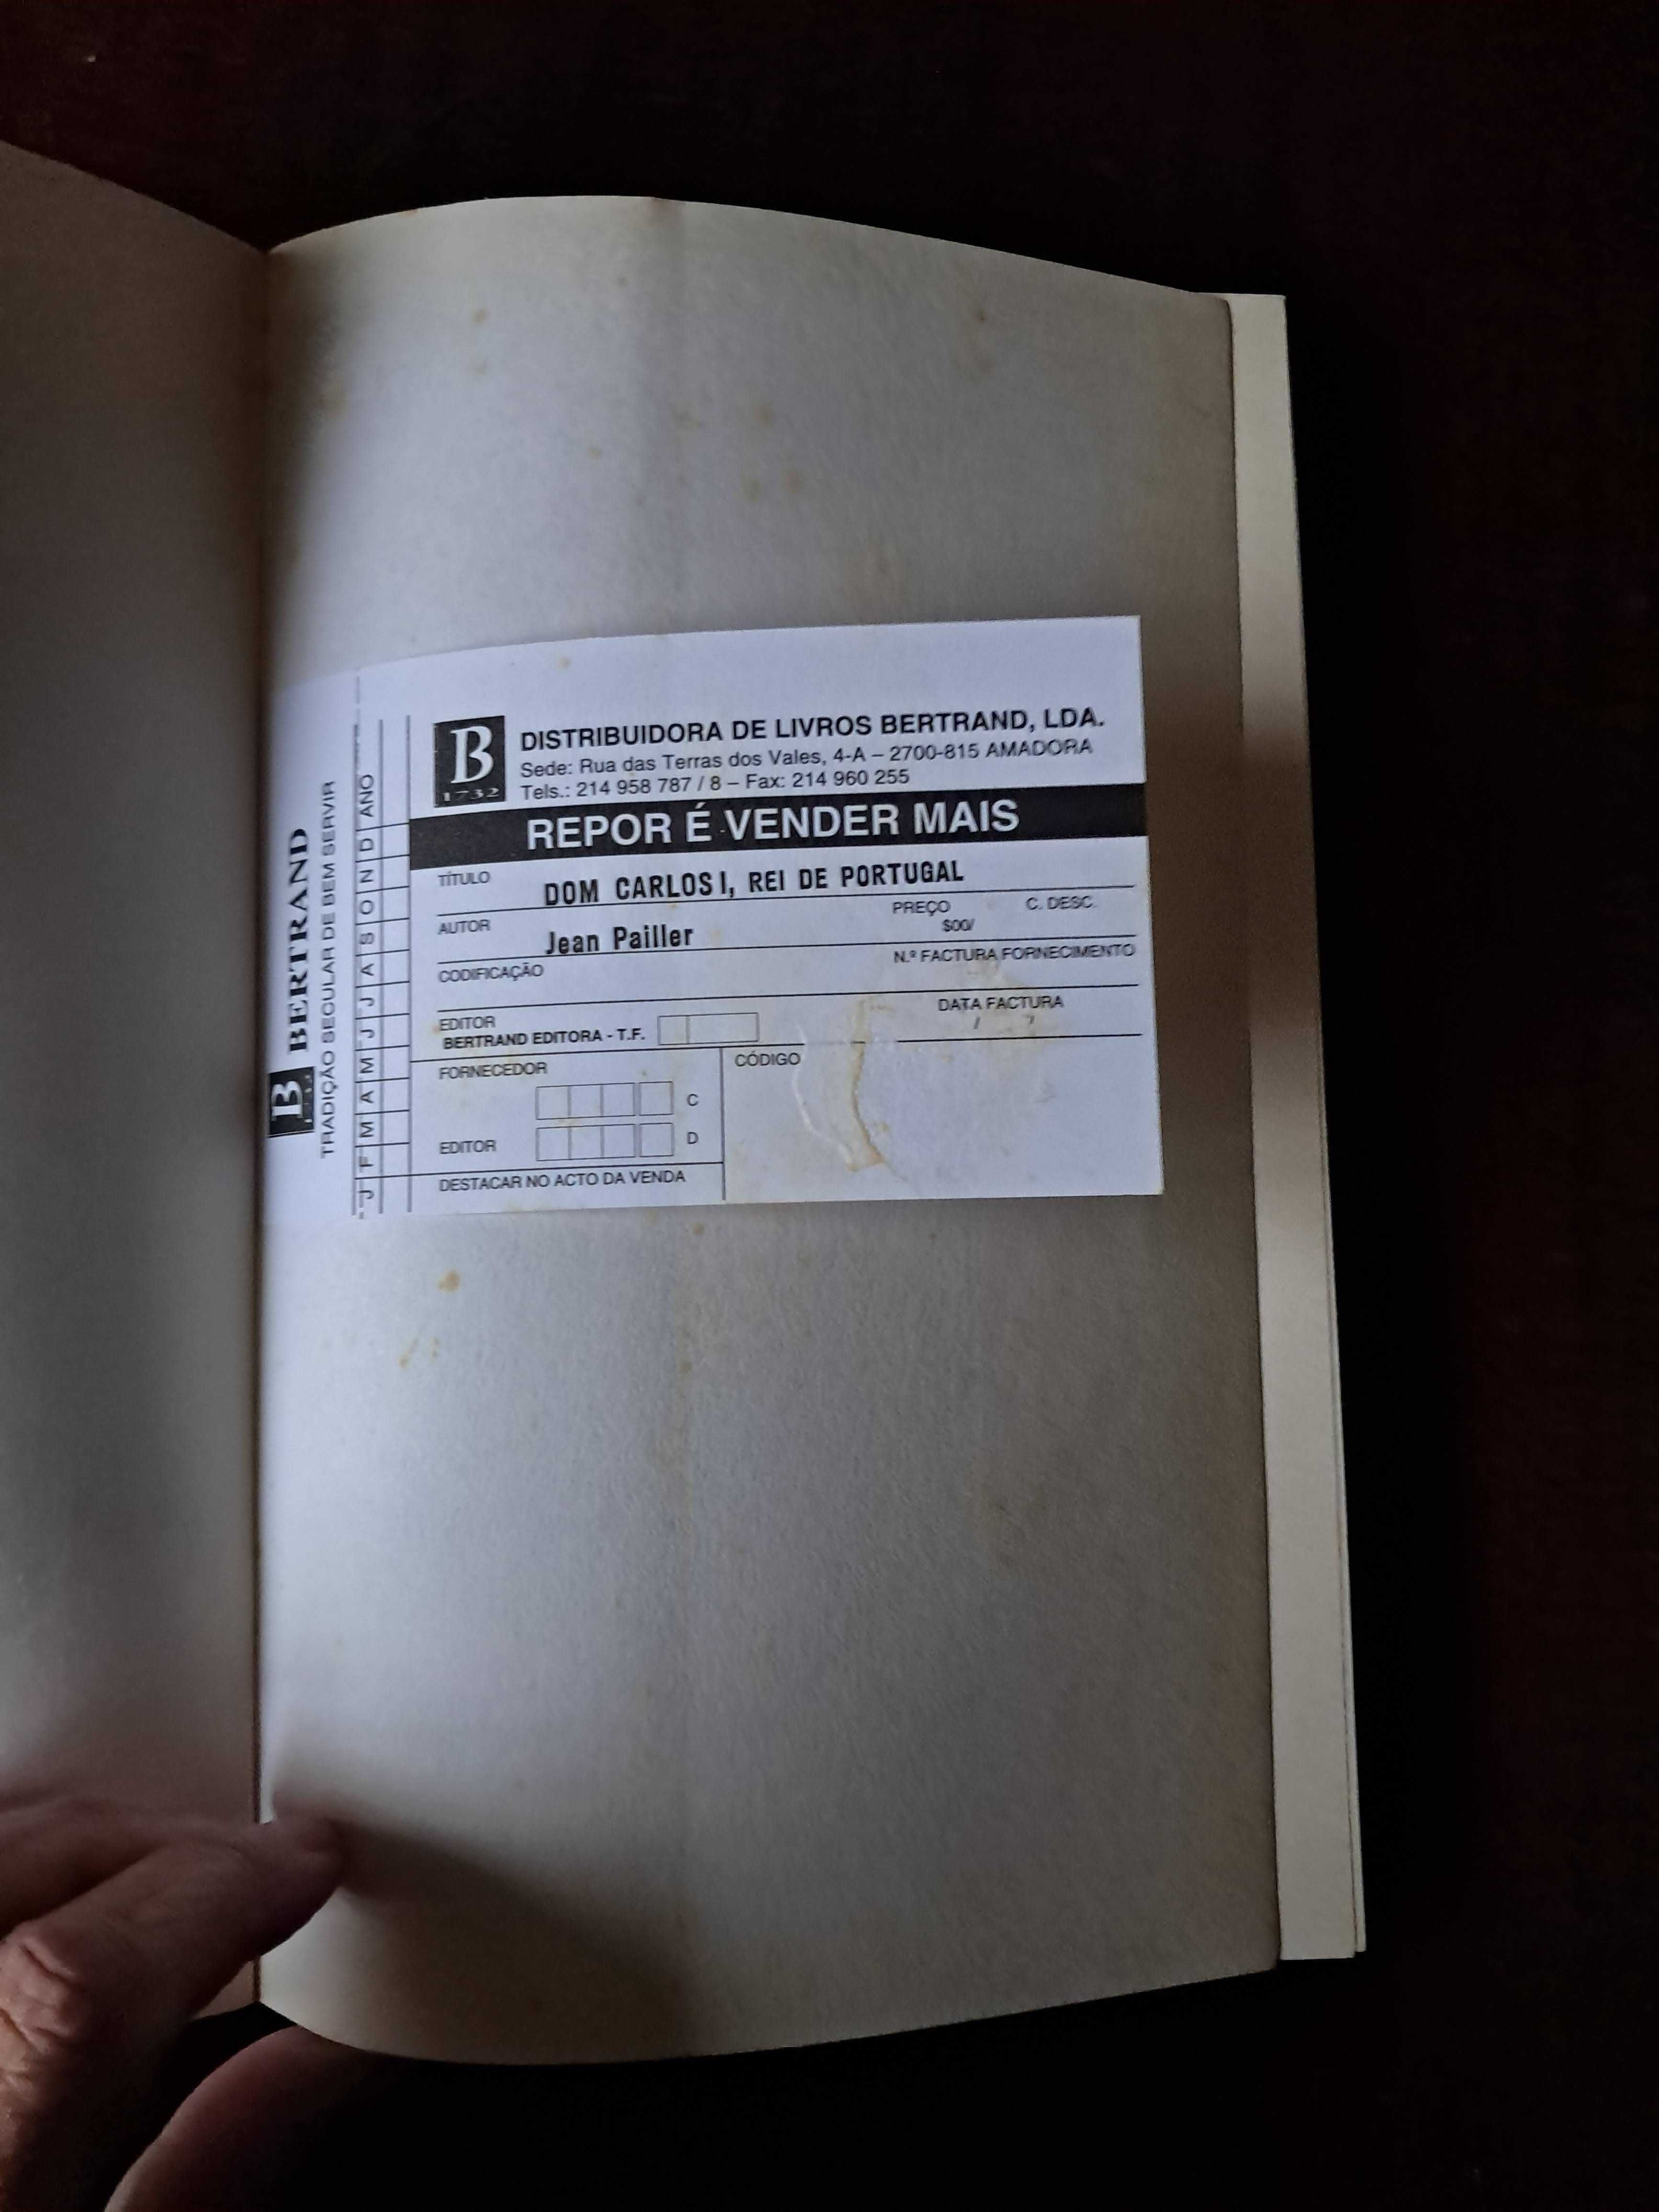 B BERTRAND
TRADIÇÃO SECULAR DE BEM SERVIR
J F M A M J J A S O N D ANO
B
1732
DISTRIBUIDORA DE LIVROS BERTRAND, LDA.
Sede: Rua das Terras dos Vales, 4-A – 2700-815 AMADORA
Tels.: 214 958 787 / 8 – Fax: 214 960 255
REPOR É VENDER MAIS
TÍTULO DOM CARLOS I, REI DE PORTUGAL
AUTOR Jean Pailler
PREÇO C. DESC.
$00/
CODIFICAÇÃO
N.º FACTURA FORNECIMENTO
EDITOR
BERTRAND EDITORA - T.F.
DATA FACTURA
/ /
FORNECEDOR
C
EDITOR D
CÓDIGO
DESTACAR NO ACTO DA VENDA